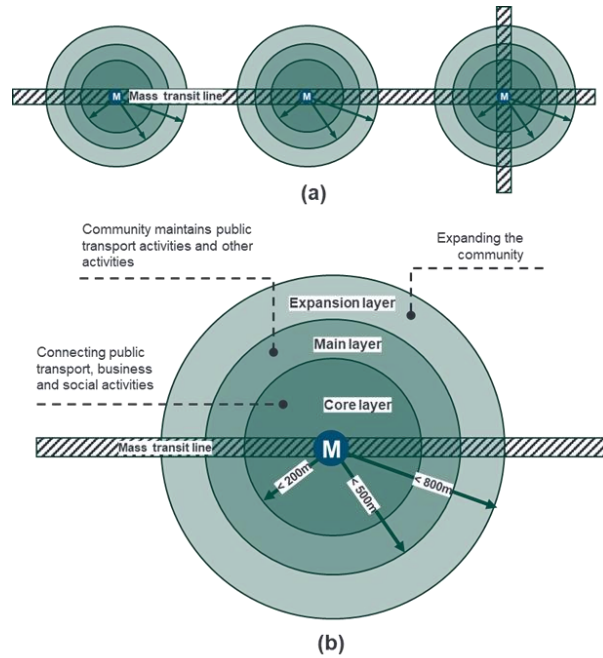 M
Mass transit line
M
M
(a)
Community maintains public
transport activities and other
activities
Expanding the
community
Expansion layer
Main layer
Connecting public
transport, business
and social activities
Core layer
Mass transit line
M
< 200m
< 500m
< 800m
(b)